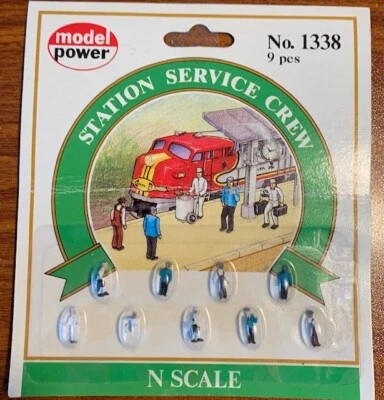 model
power
No. 1338
9 pcs
STATION SERVICE CREW
N SCALE